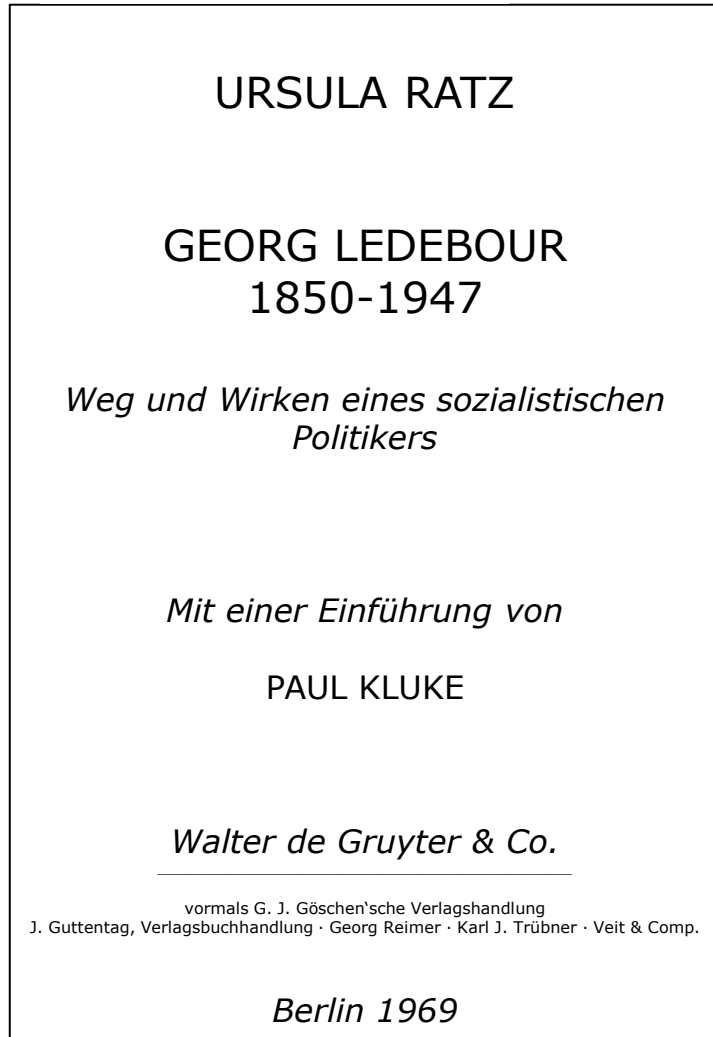 URSULA RATZ
GEORG LEDEBOUR
1850-1947
Weg und Wirken eines sozialistischen
Politikers
Mit einer Einführung von
PAUL KLUKE
Walter de Gruyter & Co.
vormals G. J. Göschen‘sche Verlagshandlung
J. Guttentag, Verlagsbuchhandlung · Georg Reimer · Karl J. Trübner · Veit & Comp.
Berlin 1969